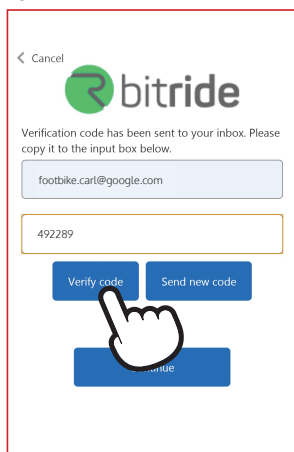 Cancel
bitride
Verification code has been sent to your inbox. Please
copy it to the input box below.
footbike.carl@google.com
492289
Verify code Send new code